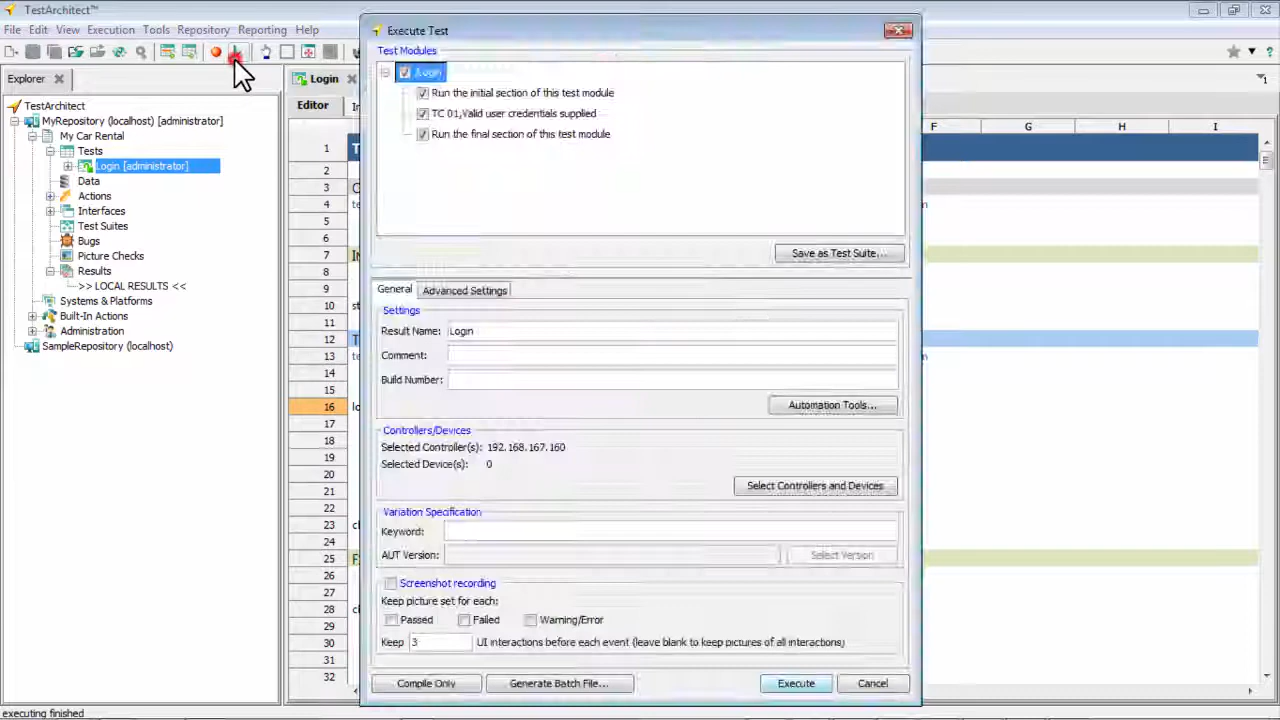 TestArchitect™
File Edit View Execution Tools Repository Reporting Help
Explorer
TestArchitect
MyRepository (localhost) [administrator]
My Car Rental
Tests
Login [administrator]
Data
Actions
Interfaces
Test Suites
Bugs
Picture Checks
Results
>> LOCAL RESULTS <<
Systems & Platforms
Built-In Actions
Administration
SampleRepository (localhost)
Login
Editor
F G H I
1
2
3
4
5
6
7
8
9
10
11
12
13
14
15
16
17
18
19
20
21
22
23
24
25
26
27
28
29
30
31
32
Execute Test
Test Modules
Login
Run the initial section of this test module
TC 01,Valid user credentials supplied
Run the final section of this test module
Save as Test Suite...
General Advanced Settings
Settings
Result Name: Login
Comment:
Build Number:
Automation Tools...
Controllers/Devices
Selected Controller(s): 192.168.167.160
Selected Device(s): 0
Select Controllers and Devices
Variation Specification
Keyword:
AUT Version: Select Version
Screenshot recording
Keep picture set for each:
Passed Failed Warning/Error
Keep 3 UI interactions before each event (leave blank to keep pictures of all interactions)
Compile Only Generate Batch File... Execute Cancel
executing finished